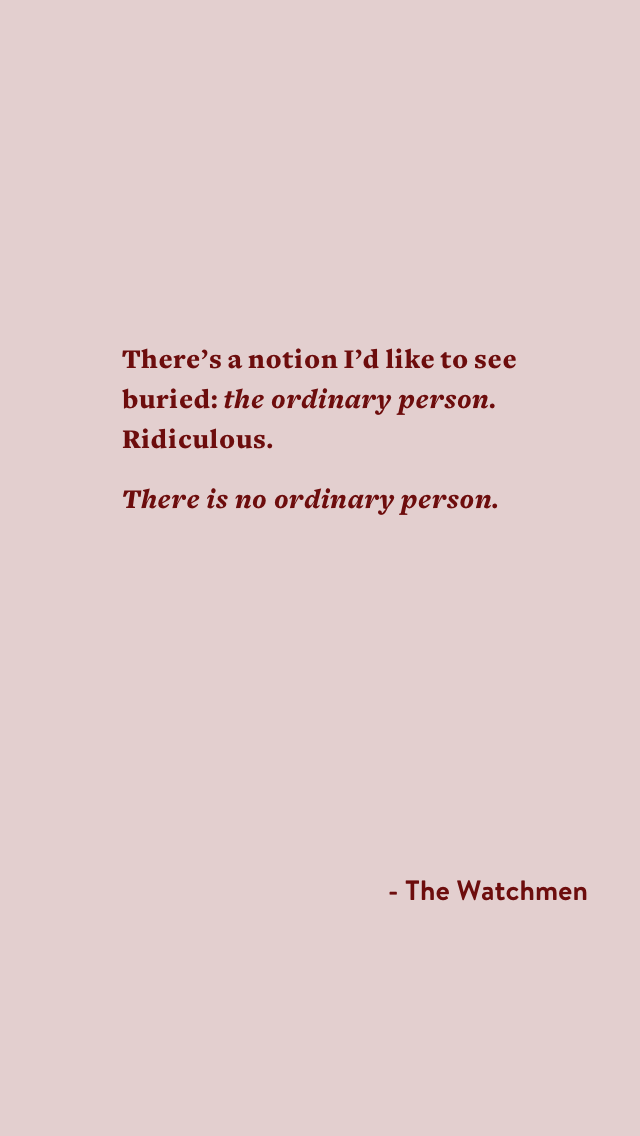 There’s a notion I’d like to see
buried: the ordinary person.
Ridiculous.
There is no ordinary person.
- The Watchmen